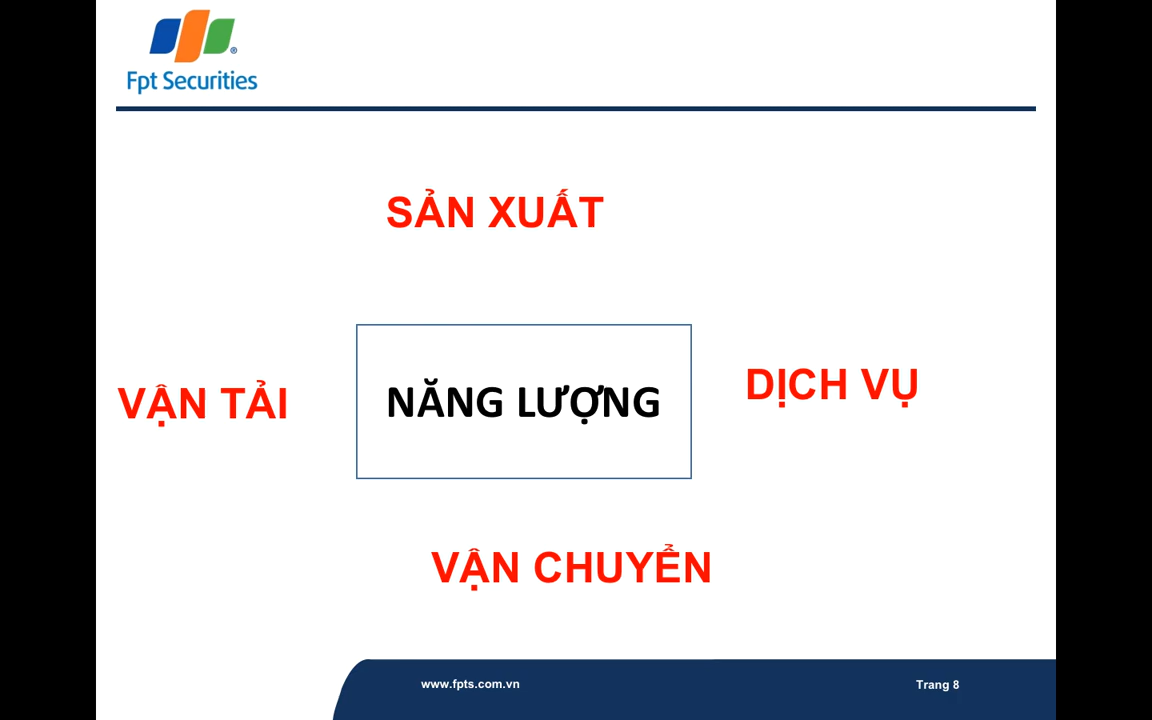 Fpt Securities
SẢN XUẤT
DỊCH VỤ
VẬN TẢI
NĂNG LƯỢNG
VẬN CHUYỂN
www.fpts.com.vn
Trang 8